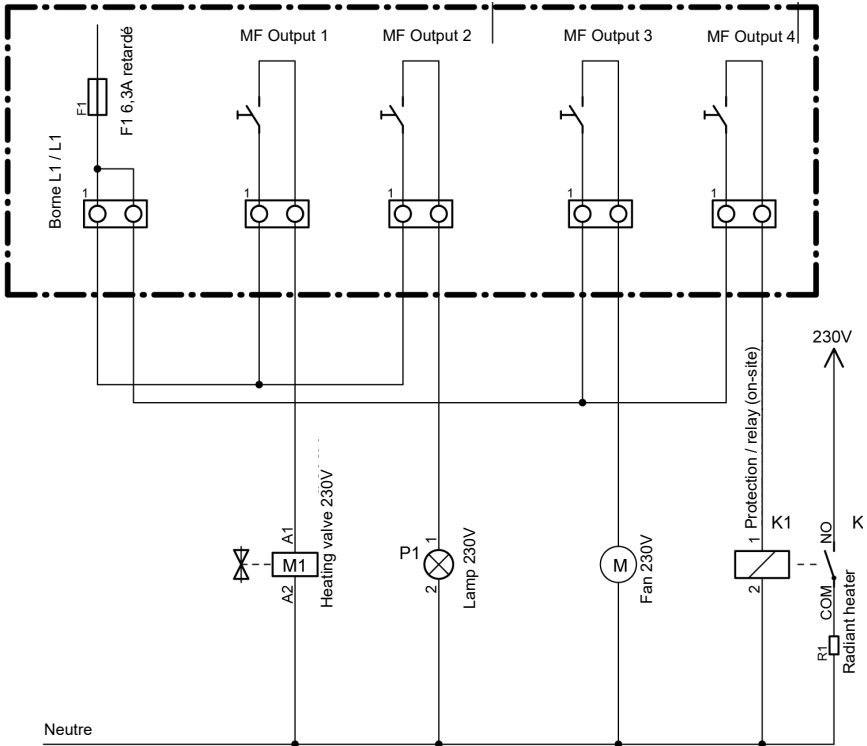 MF Output 1
MF Output 2
MF Output 3
MF Output 4
F1
F1 6,3A retardé
Borne L1 / L1
1
1
1
1
1
230V
Protection / relay (on-site)
A1
M1
A2
Heating valve 230V
P1
1
2
Lamp 230V
M
Fan 230V
1
K1
2
NO
K
COM
R1
Radiant heater
Neutre